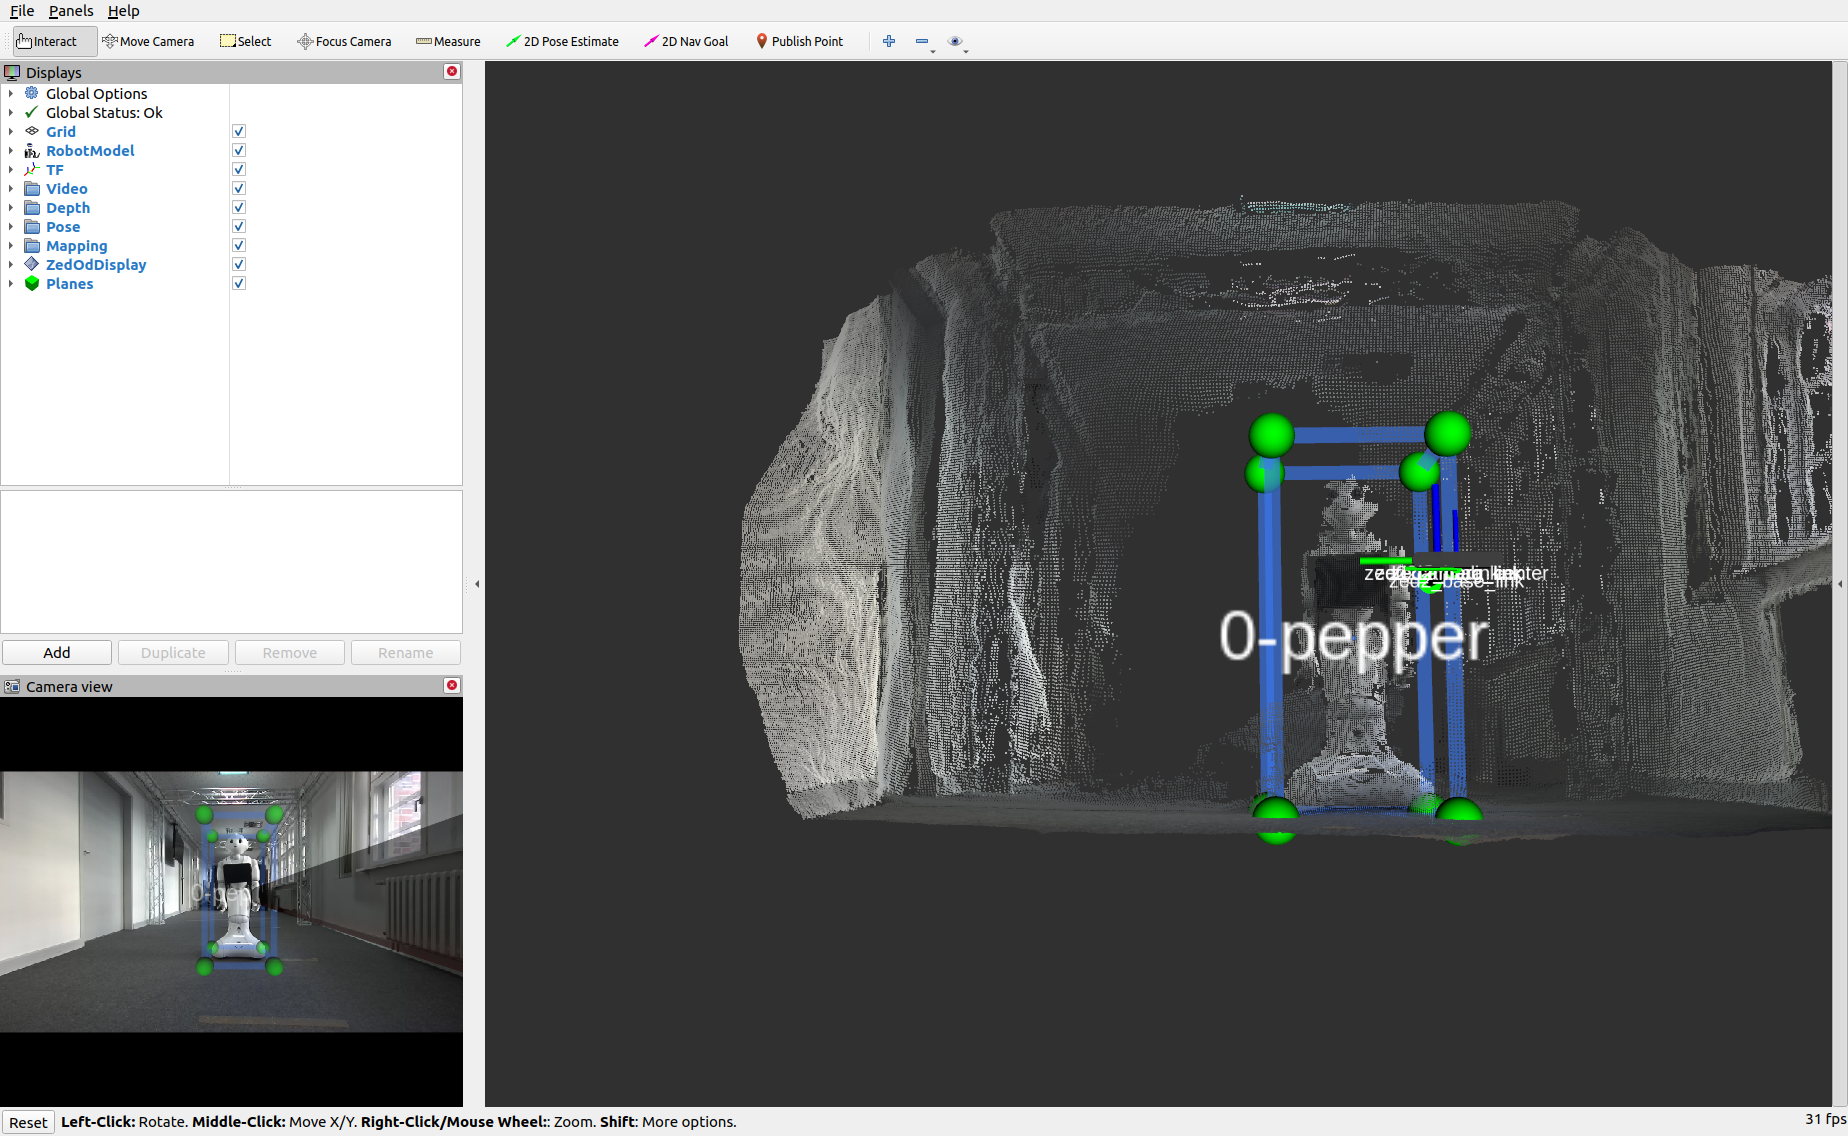 File Panels Help
Interact Move Camera Select Focus Camera Measure 2D Pose Estimate 2D Nav Goal Publish Point
Displays
Global Options
Global Status: Ok
Grid
RobotModel
TF
Video
Depth
Pose
Mapping
ZedOdDisplay
Planes
Add Duplicate Remove Rename
Camera view
0-pep
zed2_base_link
0-pepper
Reset Left-Click: Rotate. Middle-Click: Move X/Y. Right-Click/Mouse Wheel:: Zoom. Shift: More options. 31 fps